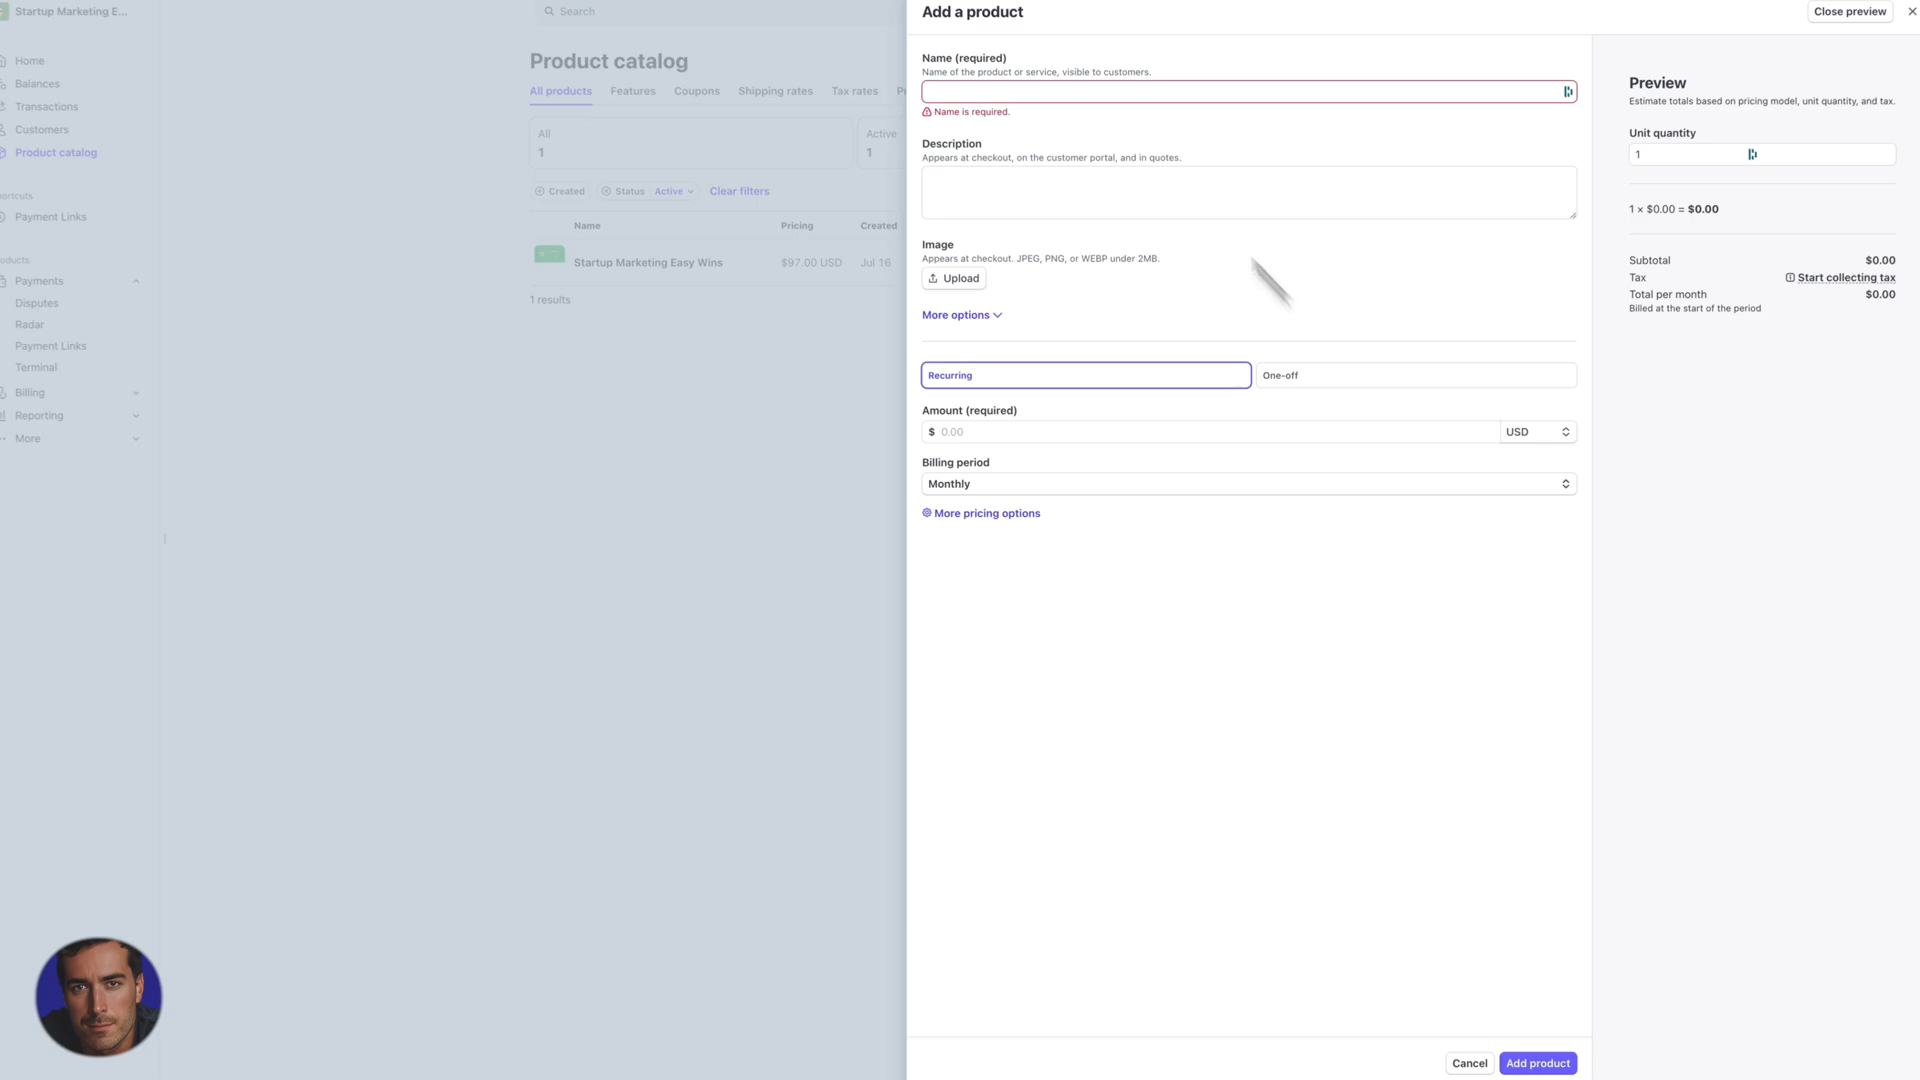 Startup Marketing E...
Home
Balances
Transactions
Customers
Product catalog
Payment Links
Payments
Disputes
Radar
Payment Links
Terminal
Billing
Reporting
More
Search
Product catalog
All products Features Coupons Shipping rates Tax rates
All
1
Active
1
Created Status Active Clear filters
Name Pricing Created
Startup Marketing Easy Wins $97.00 USD Jul 16
1 results
Add a product
Close preview
Name (required)
Name of the product or service, visible to customers.
Name is required.
Description
Appears at checkout, on the customer portal, and in quotes.
Image
Appears at checkout. JPEG, PNG, or WEBP under 2MB.
Upload
More options
Recurring One-off
Amount (required)
$ 0.00 USD
Billing period
Monthly
More pricing options
Cancel Add product
Preview
Estimate totals based on pricing model, unit quantity, and tax.
Unit quantity
1
1 × $0.00 = $0.00
Subtotal $0.00
Tax Start collecting tax
Total per month $0.00
Billed at the start of the period